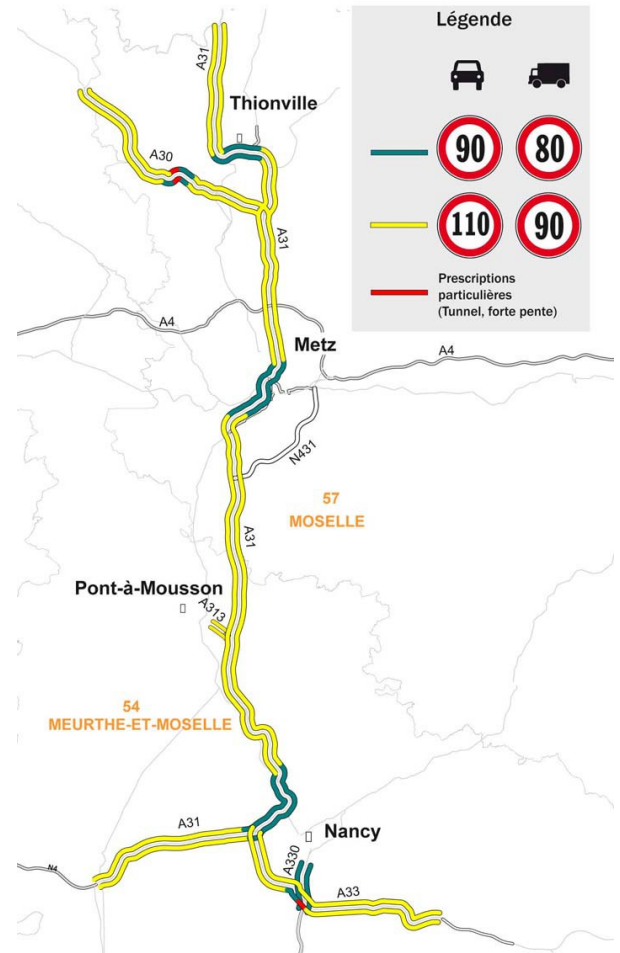 Légende
90
80
110
90
Prescriptions
particulières
(Tunnel, forte pente)
A31
Thionville
A30
A31
A4
Metz
A4
N431
57
MOSELLE
A31
Pont-à-Mousson
A313
54
MEURTHE-ET-MOSELLE
A31
Nancy
A330
N4
A33